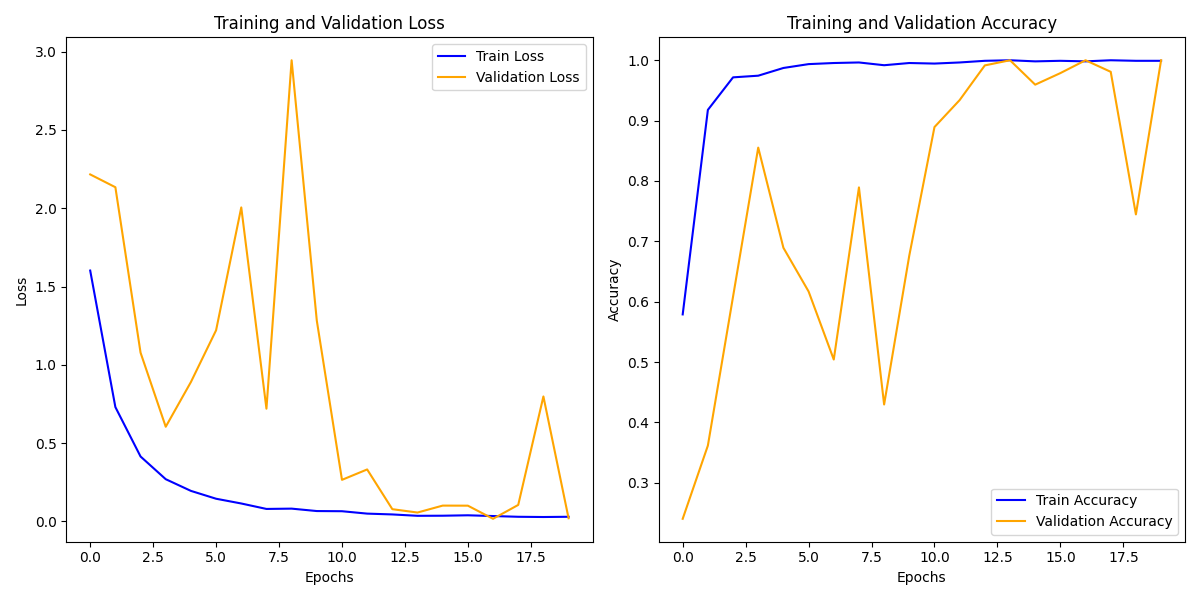 Training and Validation Loss
Train Loss
Validation Loss
3.0
2.5
2.0
1.5
1.0
0.5
0.0
Loss
0.0 2.5 5.0 7.5 10.0 12.5 15.0 17.5
Epochs
Training and Validation Accuracy
1.0
0.9
0.8
0.7
0.6
0.5
0.4
0.3
Accuracy
Train Accuracy
Validation Accuracy
0.0 2.5 5.0 7.5 10.0 12.5 15.0 17.5
Epochs